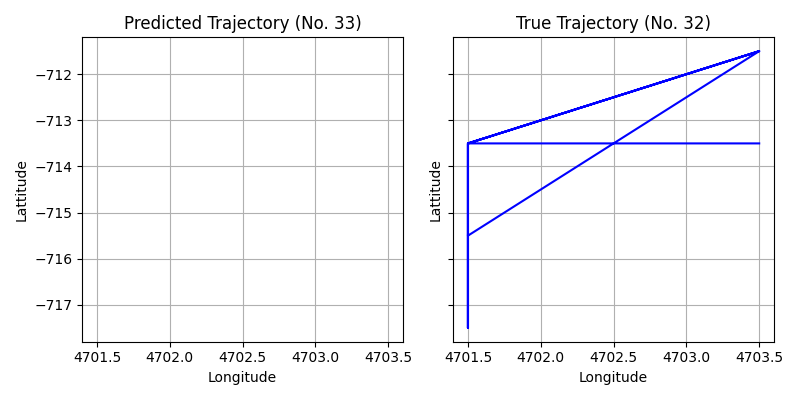 Predicted Trajectory (No. 33)
True Trajectory (No. 32)
Lattitude
−712
−713
−714
−715
−716
−717
4701.5 4702.0 4702.5 4703.0 4703.5
Longitude
Lattitude
4701.5 4702.0 4702.5 4703.0 4703.5
Longitude